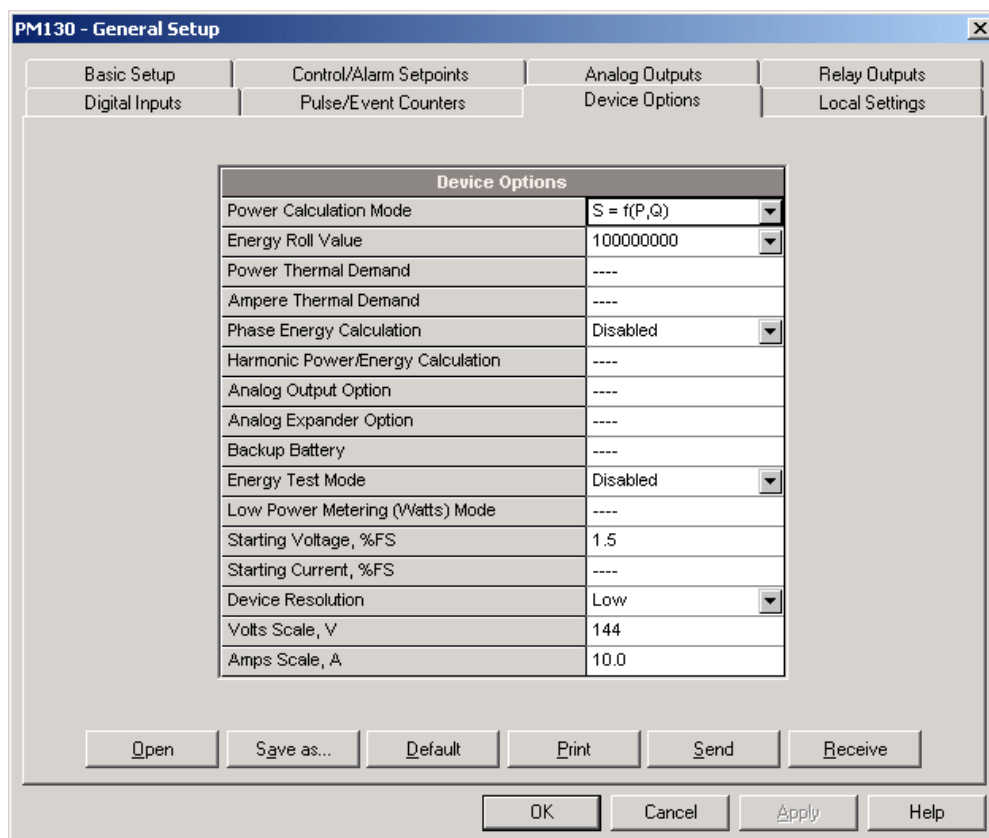 PM130 - General Setup
Basic Setup
Control/Alarm Setpoints
Analog Outputs
Relay Outputs
Digital Inputs
Pulse/Event Counters
Device Options
Local Settings
Device Options
Power Calculation Mode S = f(P,Q)
Energy Roll Value 100000000
Power Thermal Demand ----
Ampere Thermal Demand ----
Phase Energy Calculation Disabled
Harmonic Power/Energy Calculation ----
Analog Output Option ----
Analog Expander Option ----
Backup Battery ----
Energy Test Mode Disabled
Low Power Metering (Watts) Mode ----
Starting Voltage, %FS 1.5
Starting Current, %FS ----
Device Resolution Low
Volts Scale, V 144
Amps Scale, A 10.0
Open
Save as...
Default
Print
Send
Receive
OK
Cancel
Apply
Help